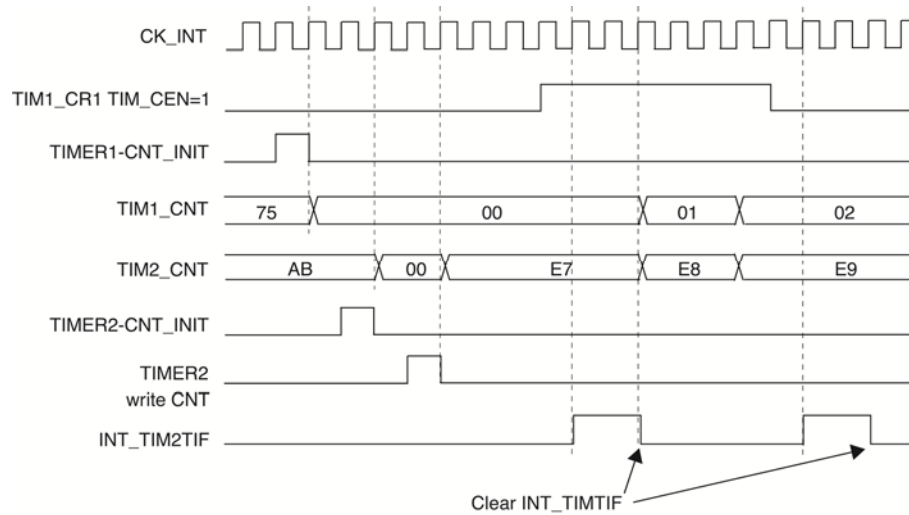 CK_INT
TIM1_CR1 TIM_CEN=1
TIMER1-CNT_INIT
TIM1_CNT
75
00
01
02
TIM2_CNT
AB
00
E7
E8
E9
TIMER2-CNT_INIT
TIMER2
write CNT
INT_TIM2TIF
Clear INT_TIMTIF